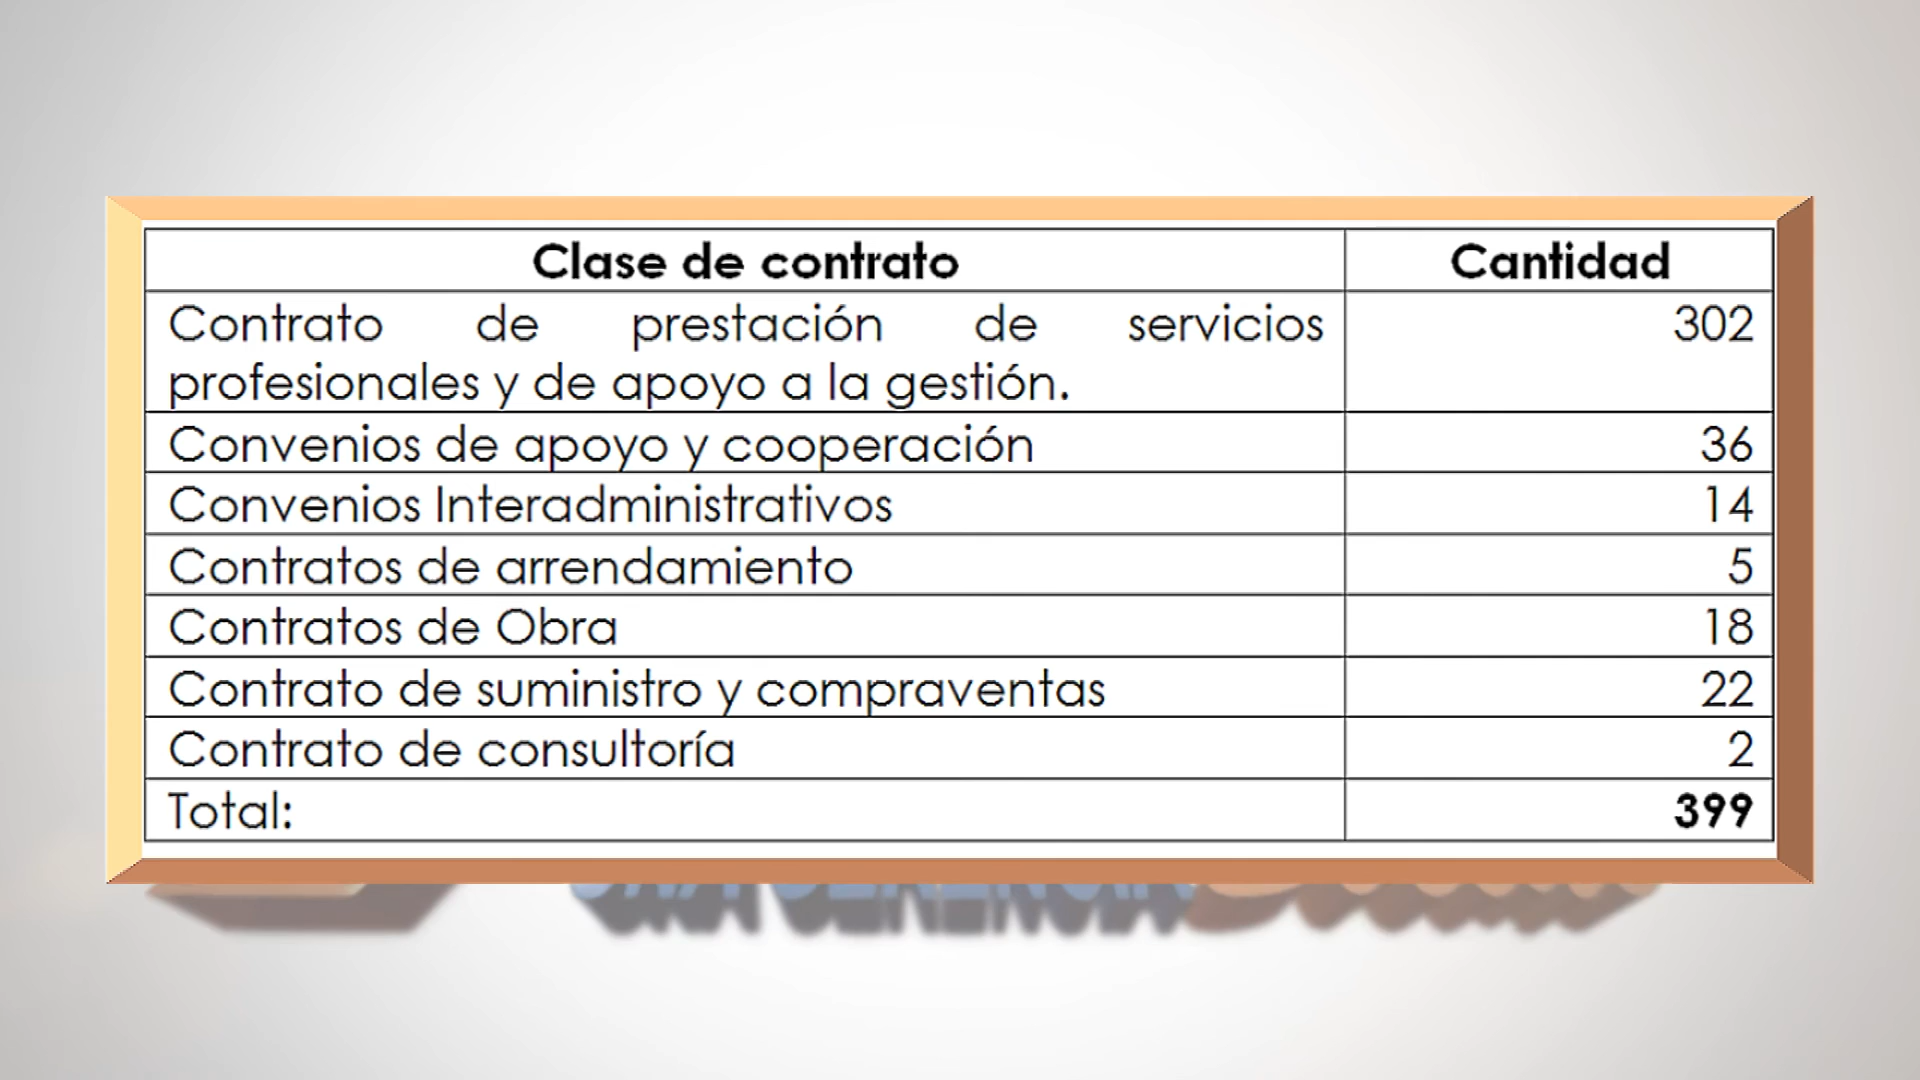 Clase de contrato Cantidad
Contrato de prestación de servicios 302
profesionales y de apoyo a la gestión.
Convenios de apoyo y cooperación 36
Convenios Interadministrativos 14
Contratos de arrendamiento 5
Contratos de Obra 18
Contrato de suministro y compraventas 22
Contrato de consultoría 2
Total: 399